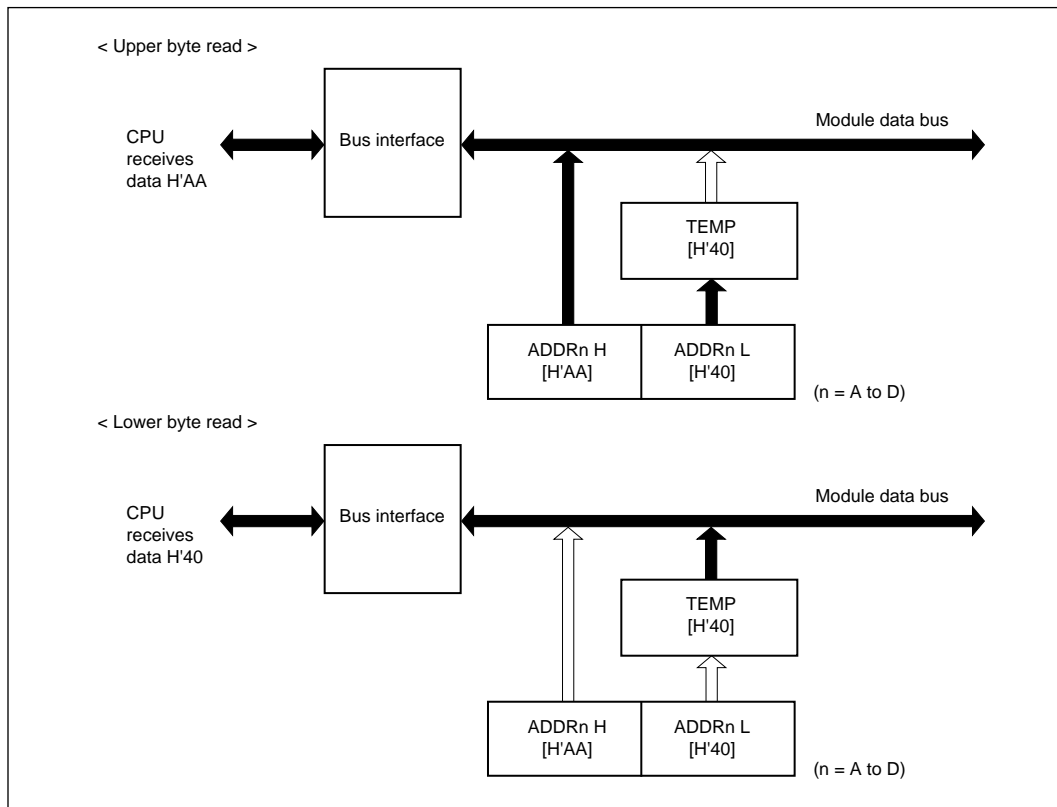 < Upper byte read >
CPU
receives
data H'AA
Bus interface
Module data bus
TEMP
[H'40]
ADDRn H
[H'AA]
ADDRn L
[H'40]
(n = A to D)
< Lower byte read >
CPU
receives
data H'40
Bus interface
Module data bus
TEMP
[H'40]
ADDRn H
[H'AA]
ADDRn L
[H'40]
(n = A to D)